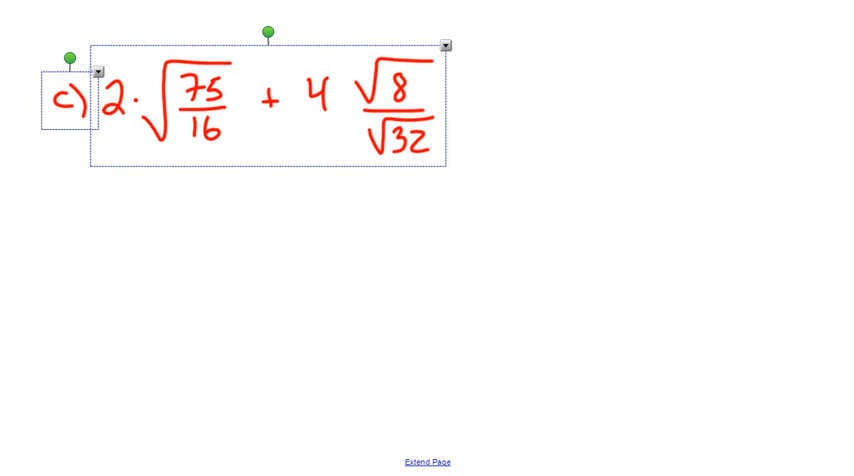 c) 2·√(75/16) + 4 √8/√32
Extend Page